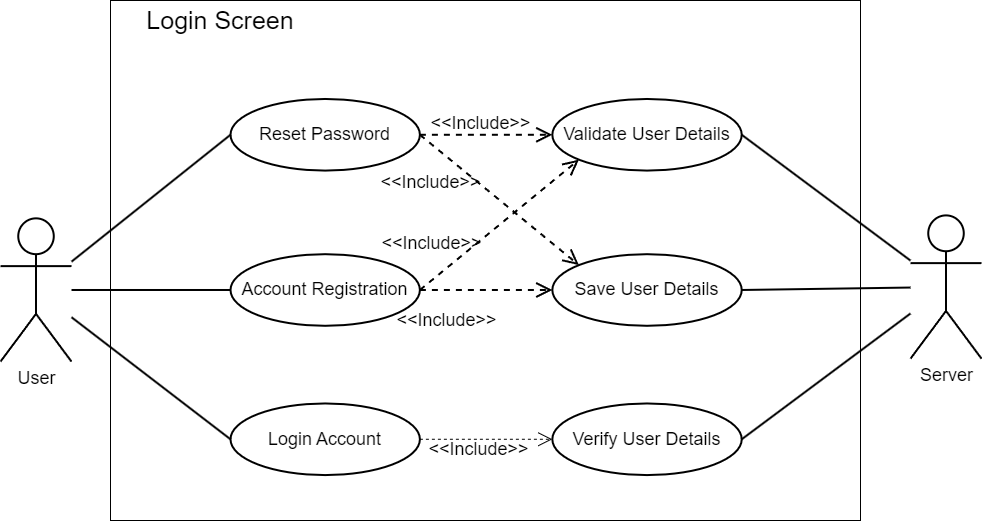 Login Screen
Reset Password
<<Include>>
Validate User Details
<<Include>>
<<Include>>
Account Registration
Save User Details
<<Include>>
User
Server
Login Account
<<Include>>
Verify User Details